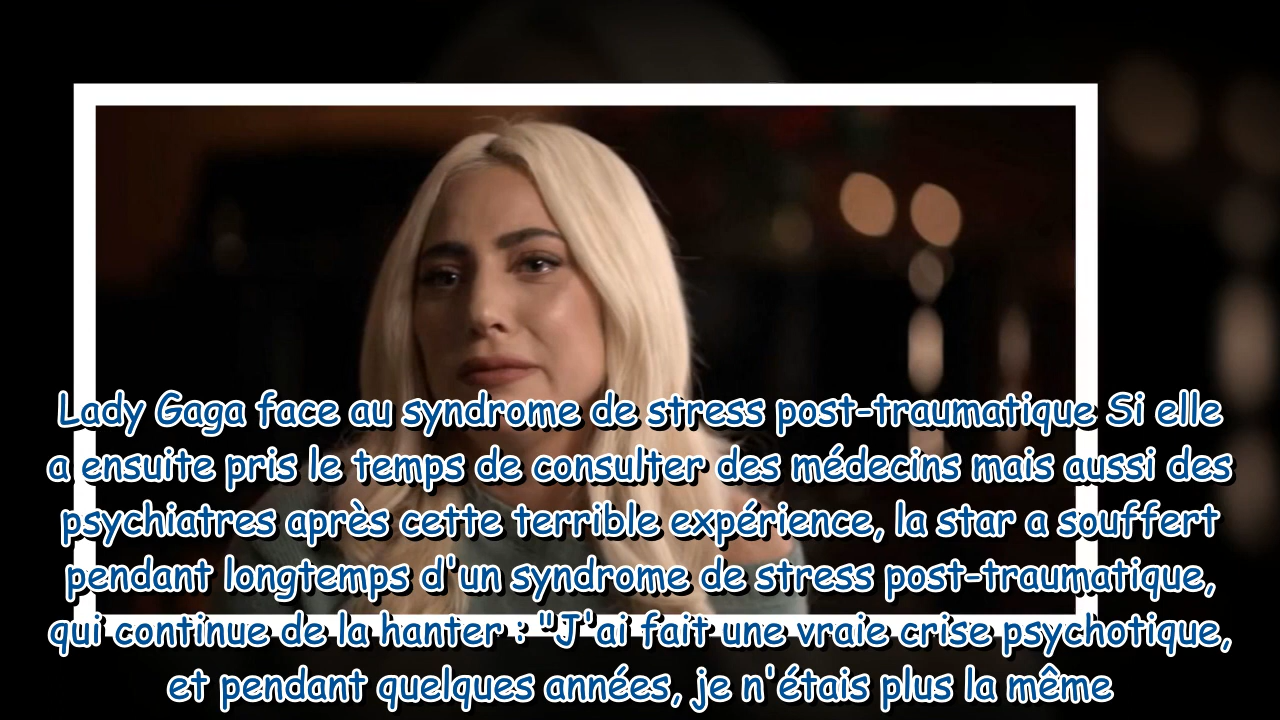 Lady Gaga face au syndrome de stress post-traumatique Si elle
a ensuite pris le temps de consulter des médecins mais aussi des
psychiatres après cette terrible expérience, la star a souffert
pendant longtemps d'un syndrome de stress post-traumatique,
qui continue de la hanter : "J'ai fait une vraie crise psychotique,
et pendant quelques années, je n'étais plus la même